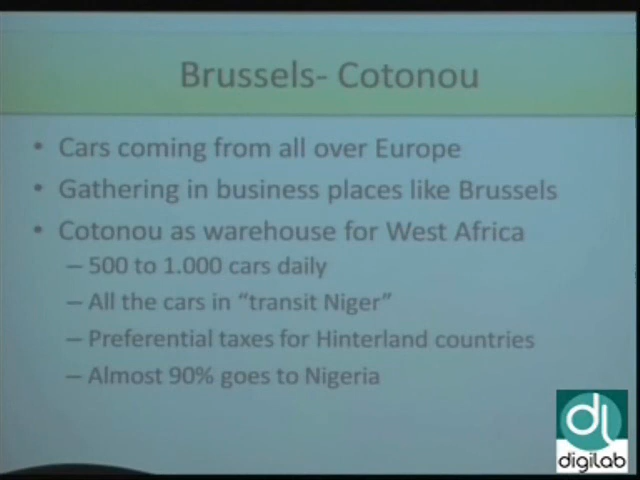 Brussels- Cotonou
• Cars coming from all over Europe
• Gathering in business places like Brussels
• Cotonou as warehouse for West Africa
– 500 to 1.000 cars daily
– All the cars in “transit Niger”
– Preferential taxes for Hinterland countries
– Almost 90% goes to Nigeria
dl
digilab